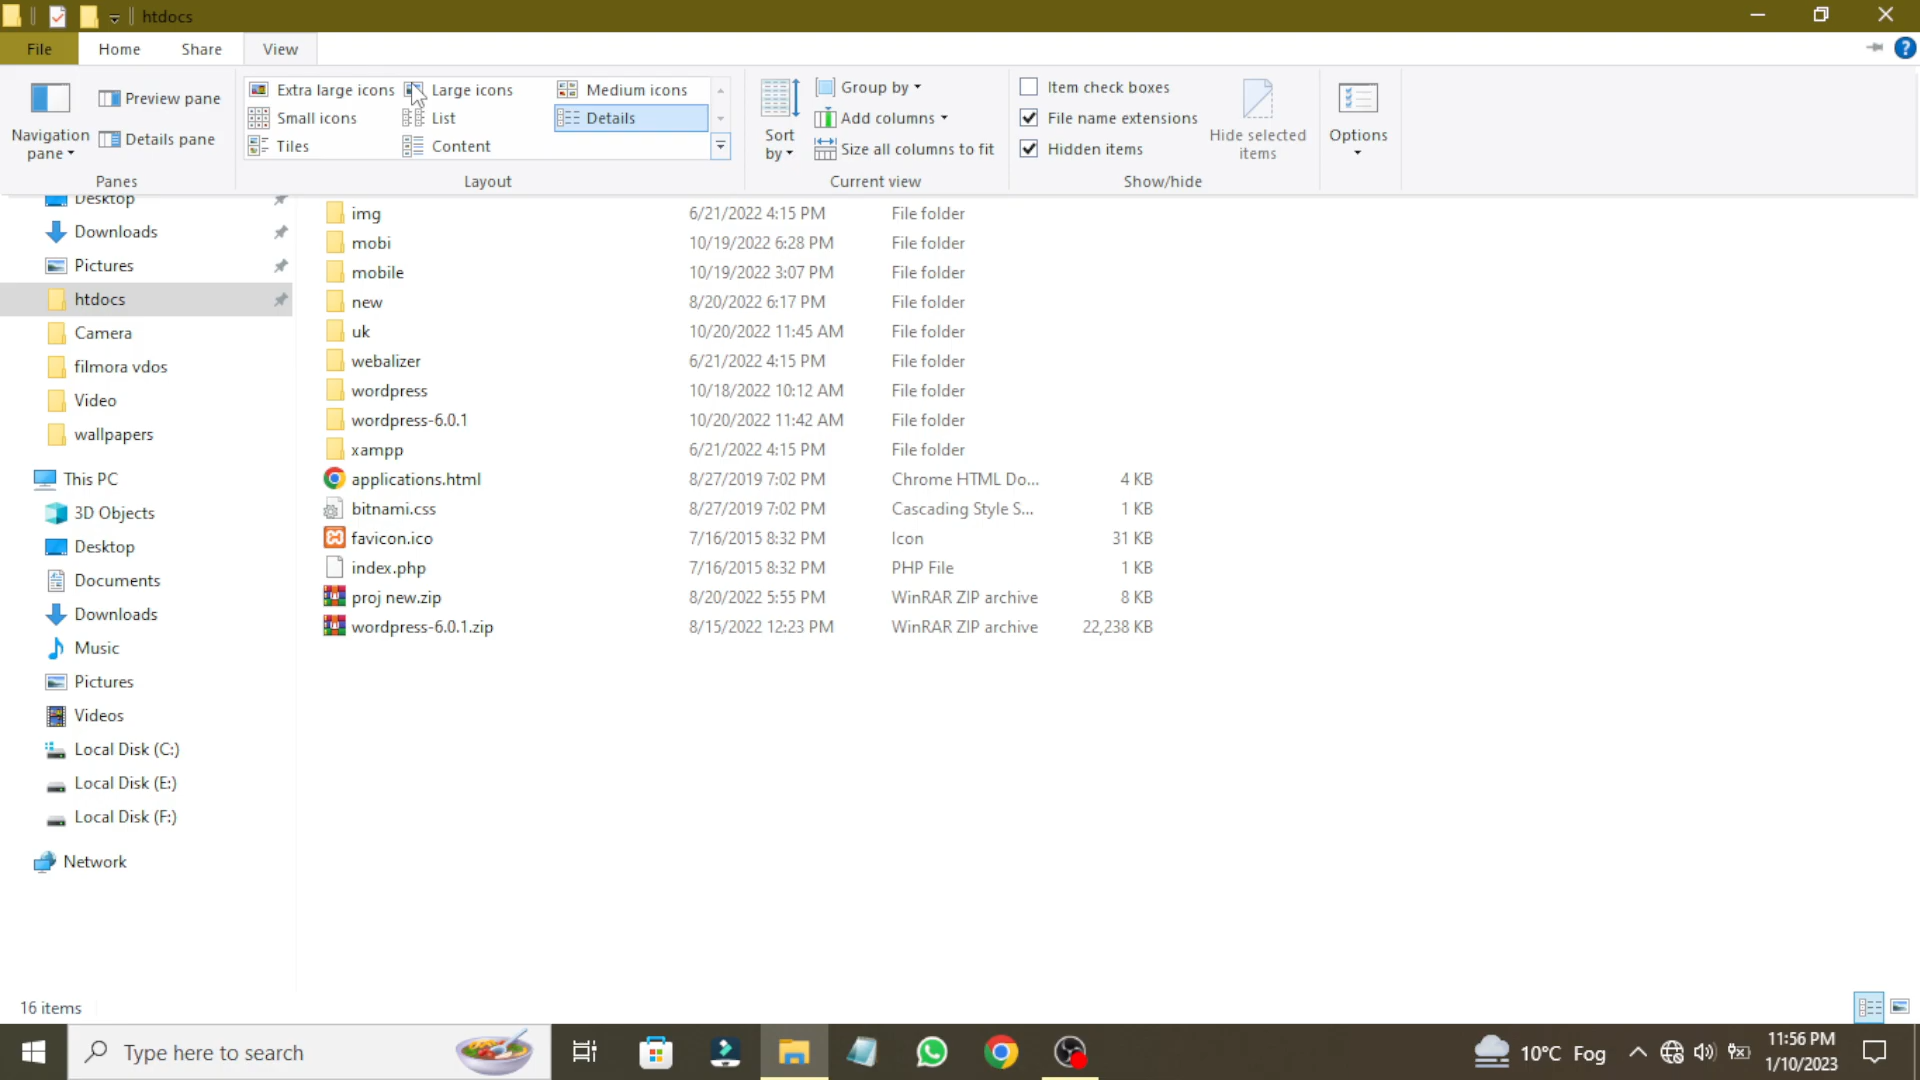 htdocs
File Home Share View
Navigation pane
Preview pane
Details pane
Panes
Extra large icons Large icons Medium icons
Small icons List Details
Tiles Content
Layout
Sort by
Group by
Add columns
Size all columns to fit
Current view
Item check boxes
File name extensions
Hidden items
Hide selected items
Show/hide
Options
Desktop
Downloads
Pictures
htdocs
Camera
filmora vdos
Video
wallpapers
This PC
3D Objects
Desktop
Documents
Downloads
Music
Pictures
Videos
Local Disk (C:)
Local Disk (E:)
Local Disk (F:)
Network
img 6/21/2022 4:15 PM File folder
mobi 10/19/2022 6:28 PM File folder
mobile 10/19/2022 3:07 PM File folder
new 8/20/2022 6:17 PM File folder
uk 10/20/2022 11:45 AM File folder
webalizer 6/21/2022 4:15 PM File folder
wordpress 10/18/2022 10:12 AM File folder
wordpress-6.0.1 10/20/2022 11:42 AM File folder
xampp 6/21/2022 4:15 PM File folder
applications.html 8/27/2019 7:02 PM Chrome HTML Do... 4 KB
bitnami.css 8/27/2019 7:02 PM Cascading Style S... 1 KB
favicon.ico 7/16/2015 8:32 PM Icon 31 KB
index.php 7/16/2015 8:32 PM PHP File 1 KB
proj new.zip 8/20/2022 5:55 PM WinRAR ZIP archive 8 KB
wordpress-6.0.1.zip 8/15/2022 12:23 PM WinRAR ZIP archive 22,238 KB
16 items
Type here to search
10°C Fog
11:56 PM
1/10/2023